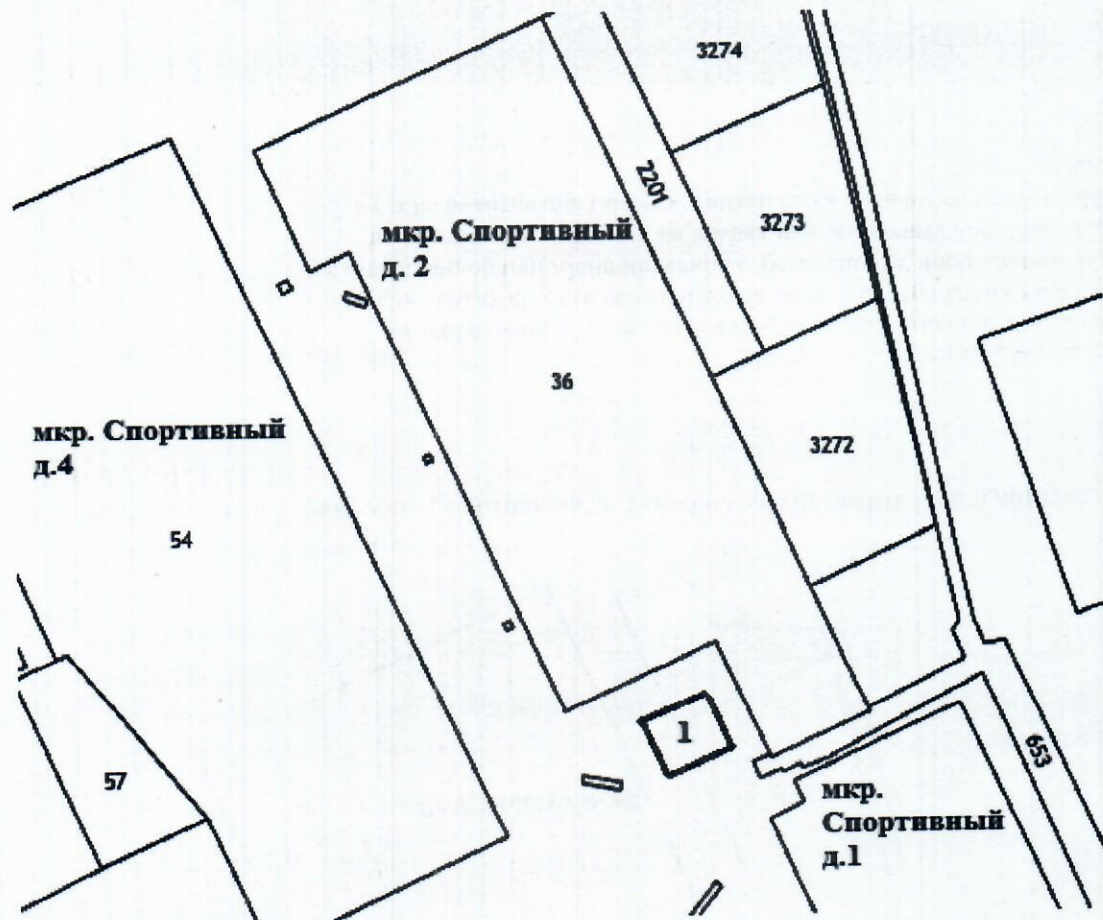 3274
2201
3273
мкр. Спортивный
д. 2
36
мкр. Спортивный
д.4
3272
54
1
653
57
мкр.
Спортивный
д.1